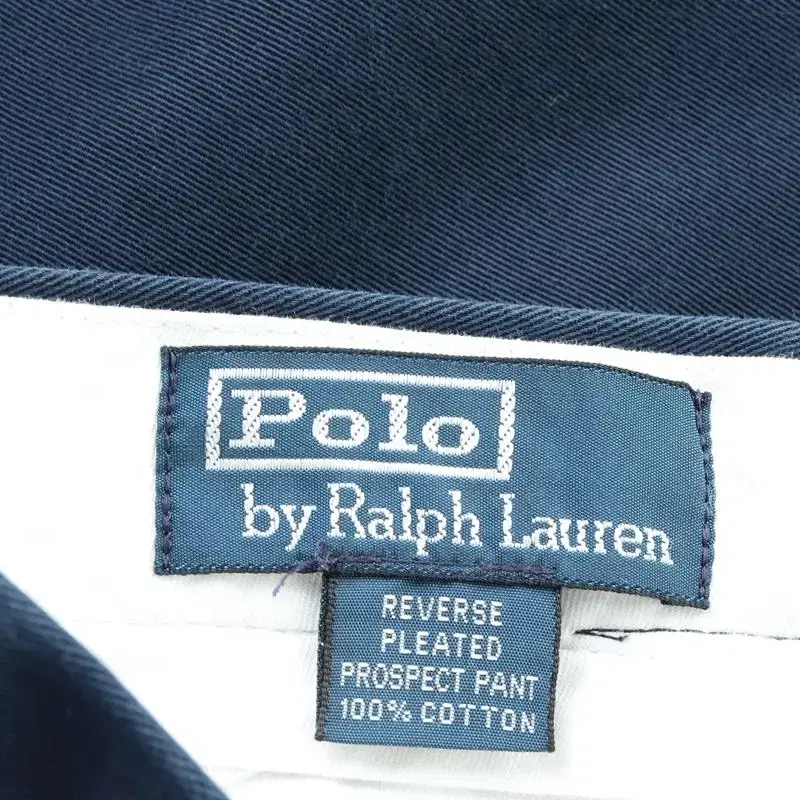 Polo
by Ralph Lauren
REVERSE
PLEATED
PROSPECT PANT
100% COTTON